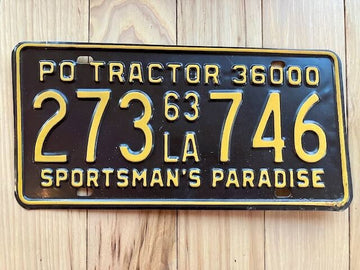 PO TRACTOR 36000
273 63 LA 746
SPORTSMAN'S PARADISE